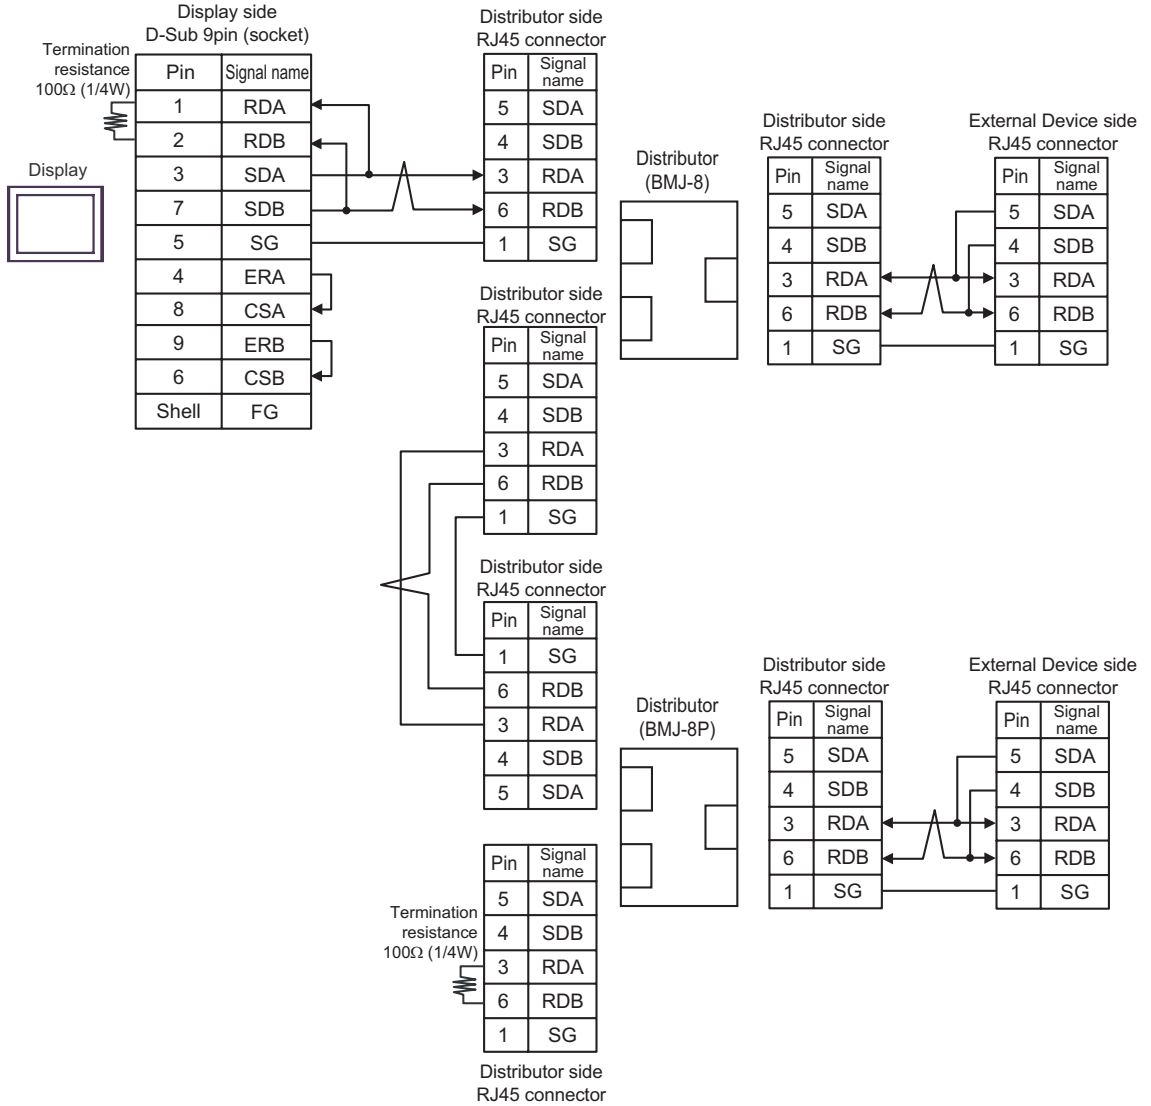 Display side
D-Sub 9pin (socket)
Termination
resistance
100Ω (1/4W)
Pin Signal name
1 RDA
2 RDB
3 SDA
7 SDB
5 SG
4 ERA
8 CSA
9 ERB
6 CSB
Shell FG
Display
Distributor side
RJ45 connector
Pin Signal
name
5 SDA
4 SDB
3 RDA
6 RDB
1 SG
Distributor
(BMJ-8)
Distributor side
RJ45 connector
Pin Signal
name
5 SDA
4 SDB
3 RDA
6 RDB
1 SG
External Device side
RJ45 connector
Pin Signal
name
5 SDA
4 SDB
3 RDA
6 RDB
1 SG
Distributor side
RJ45 connector
Pin Signal
name
5 SDA
4 SDB
3 RDA
6 RDB
1 SG
Distributor side
RJ45 connector
Pin Signal
name
1 SG
6 RDB
3 RDA
4 SDB
5 SDA
Distributor
(BMJ-8P)
Distributor side
RJ45 connector
Pin Signal
name
5 SDA
4 SDB
3 RDA
6 RDB
1 SG
External Device side
RJ45 connector
Pin Signal
name
5 SDA
4 SDB
3 RDA
6 RDB
1 SG
Termination
resistance
100Ω (1/4W)
Pin Signal
name
5 SDA
4 SDB
3 RDA
6 RDB
1 SG
Distributor side
RJ45 connector